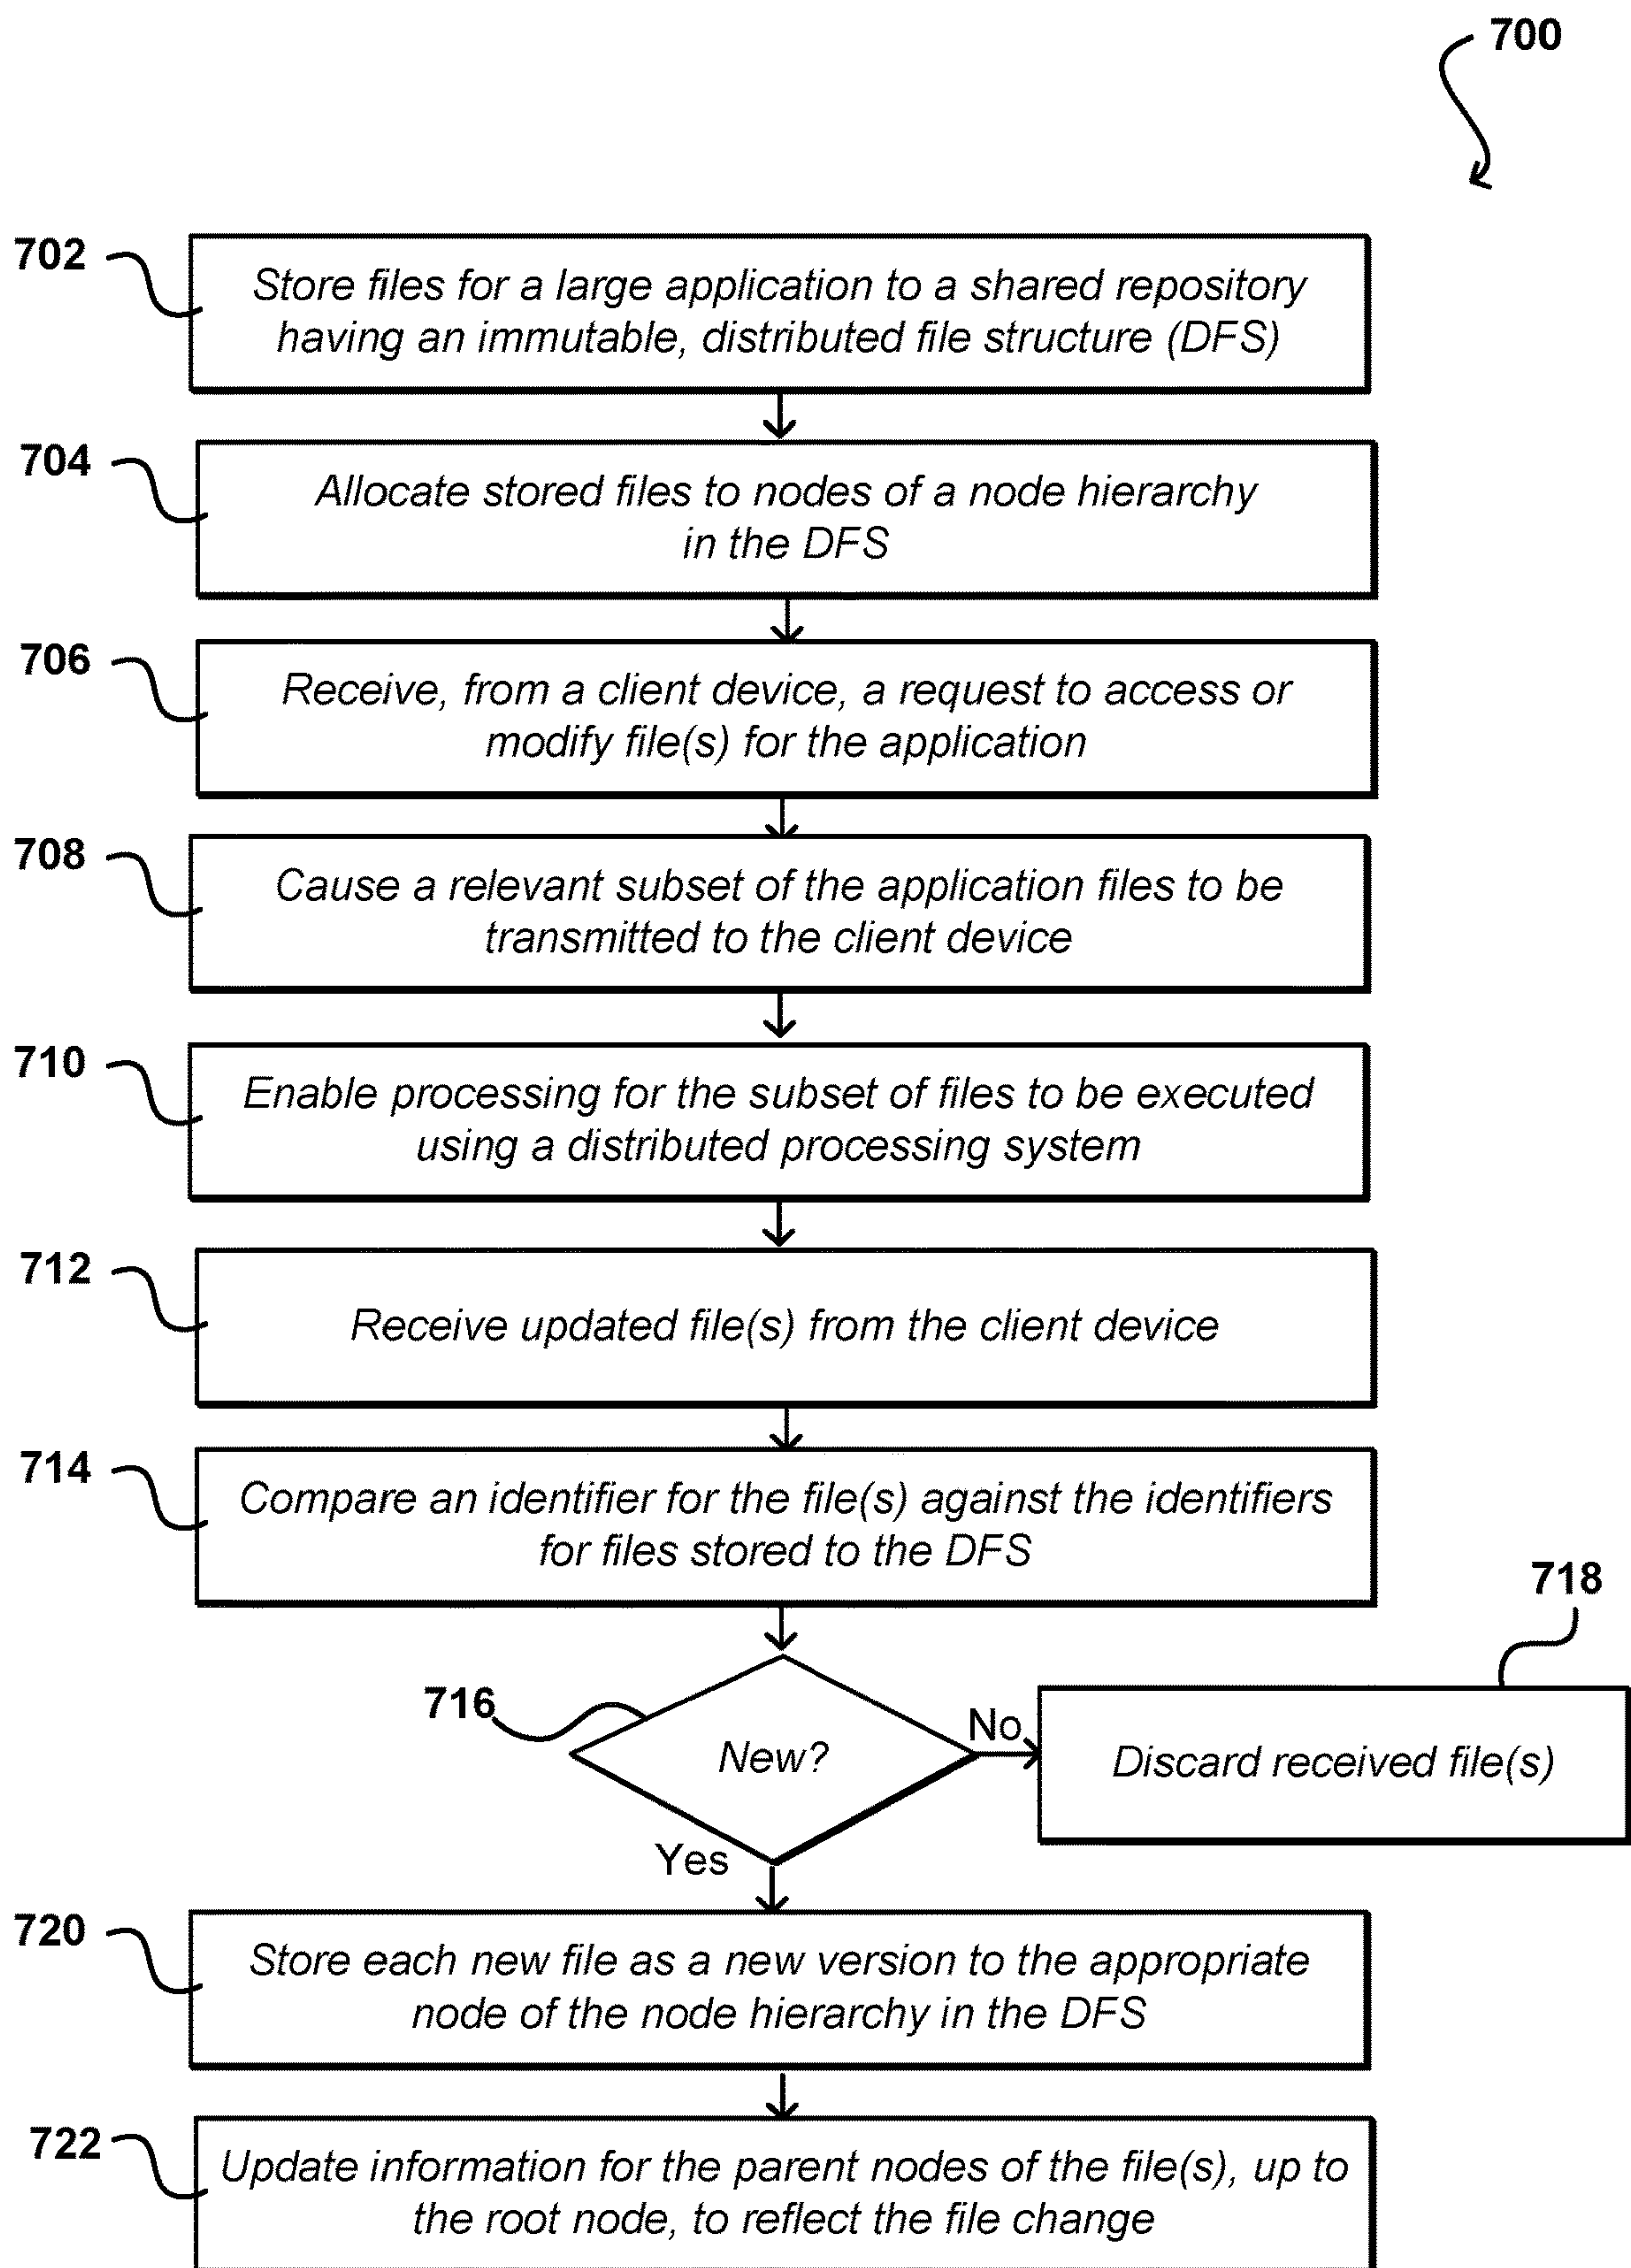 700
702
Store files for a large application to a shared repository
having an immutable, distributed file structure (DFS)
704
Allocate stored files to nodes of a node hierarchy
in the DFS
706
Receive, from a client device, a request to access or
modify file(s) for the application
708
Cause a relevant subset of the application files to be
transmitted to the client device
710
Enable processing for the subset of files to be executed
using a distributed processing system
712
Receive updated file(s) from the client device
714
Compare an identifier for the file(s) against the identifiers
for files stored to the DFS
716
New?
No
718
Discard received file(s)
Yes
720
Store each new file as a new version to the appropriate
node of the node hierarchy in the DFS
722
Update information for the parent nodes of the file(s), up to
the root node, to reflect the file change